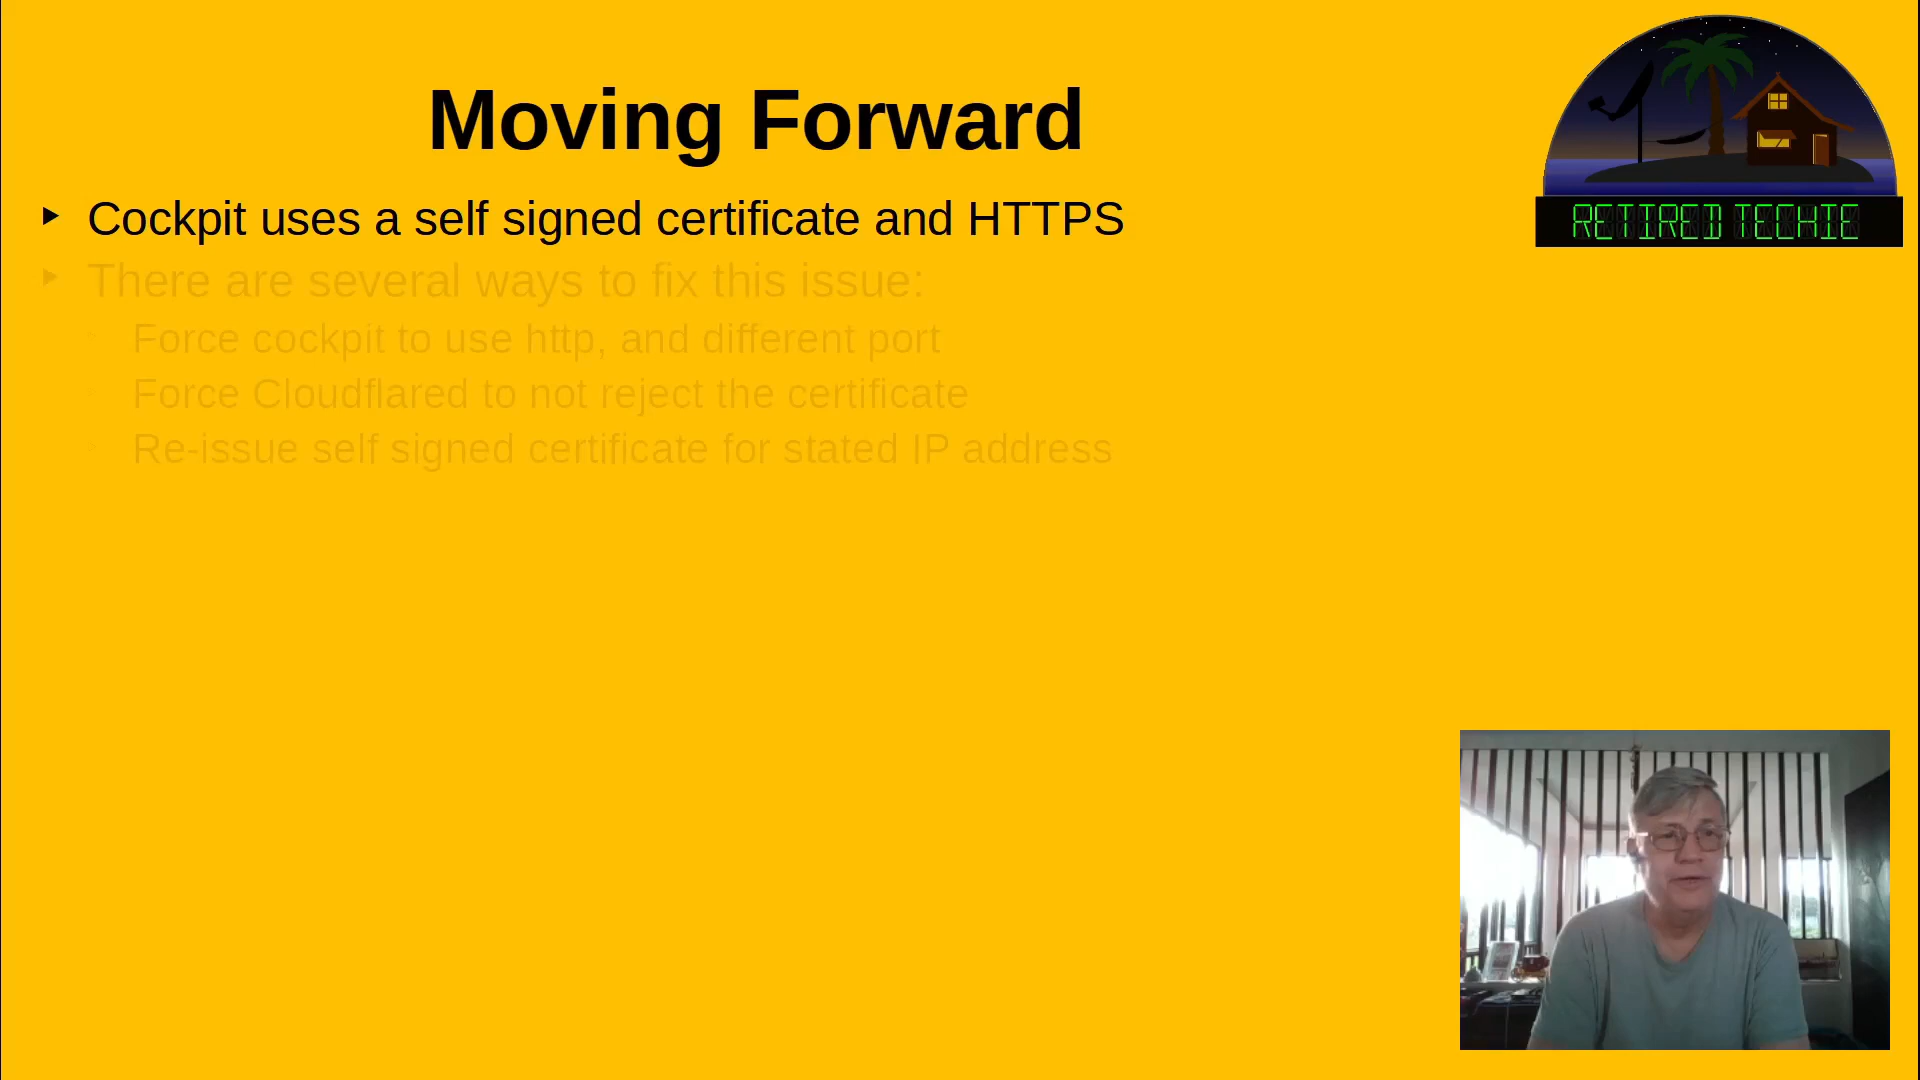 Moving Forward
RETIRED TECHIE
Cockpit uses a self signed certificate and HTTPS
There are several ways to fix this issue:
Force cockpit to use http, and different port
Force Cloudflared to not reject the certificate
Re-issue self signed certificate for stated IP address